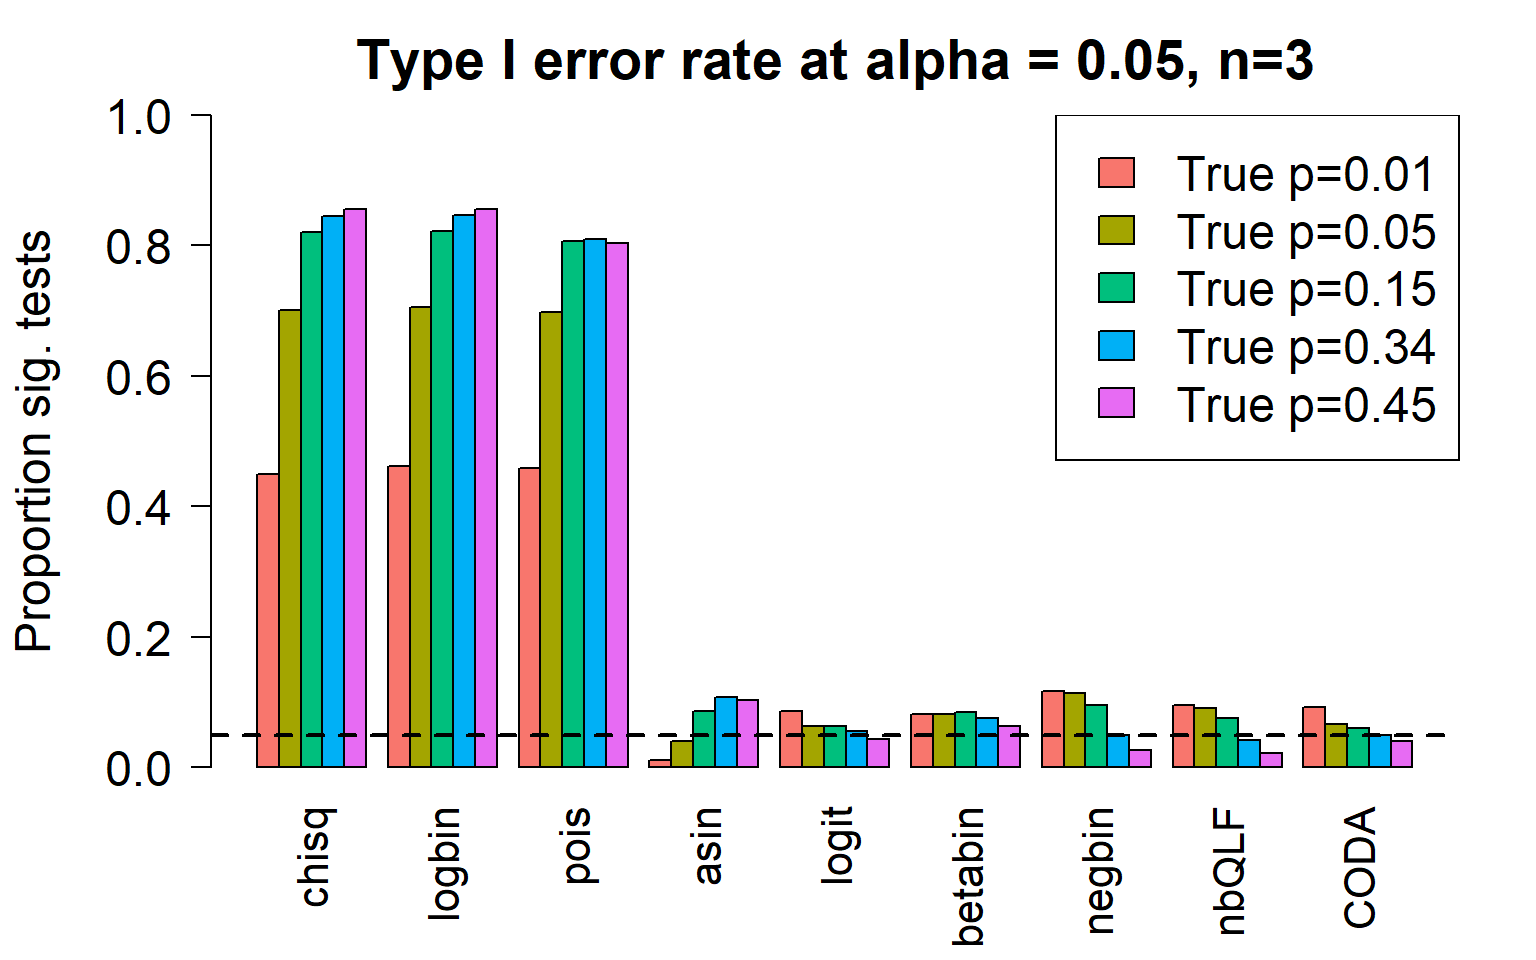 Type I error rate at alpha = 0.05, n=3
Proportion sig. tests
1.0
0.8
0.6
0.4
0.2
0.0
True p=0.01
True p=0.05
True p=0.15
True p=0.34
True p=0.45
chisq
logbin
pois
asin
logit
betabin
negbin
nbQLF
CODA